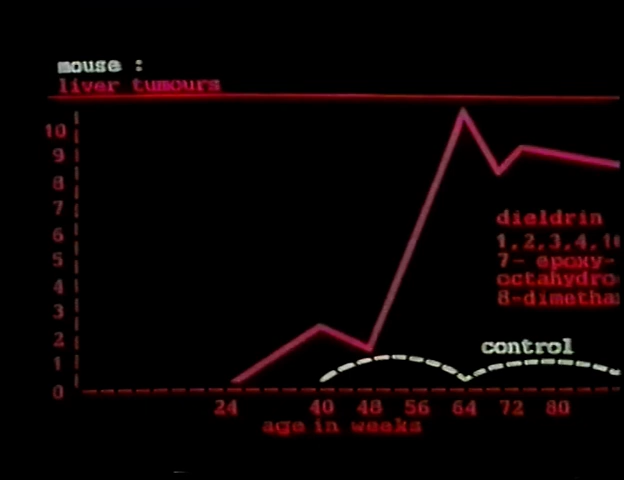 mouse :
liver tumours
10
9
8
7
6
5
4
3
2
1
0
dieldrin
1,2,3,4,10
7- epoxy-
octahydro
8-dimetha
control
24 40 48 56 64 72 80
age in weeks